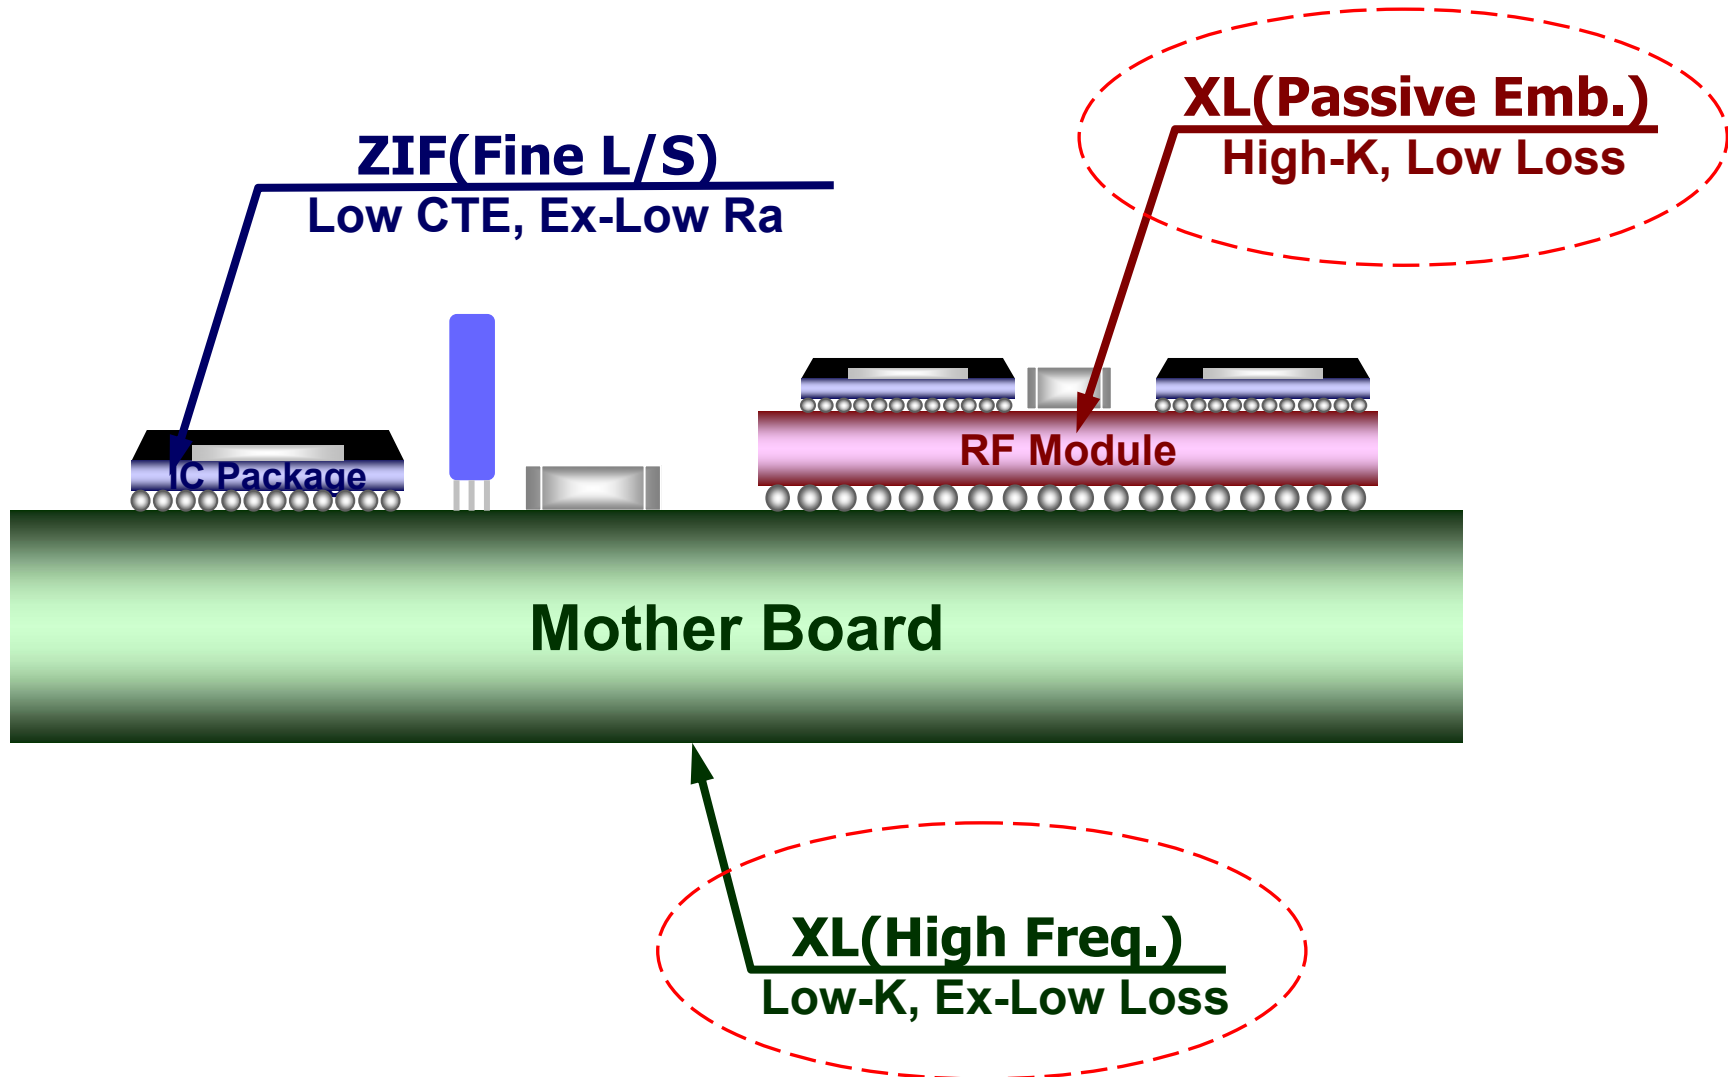 XL(Passive Emb.)
High-K, Low Loss
ZIF(Fine L/S)
Low CTE, Ex-Low Ra
RF Module
IC Package
Mother Board
XL(High Freq.)
Low-K, Ex-Low Loss